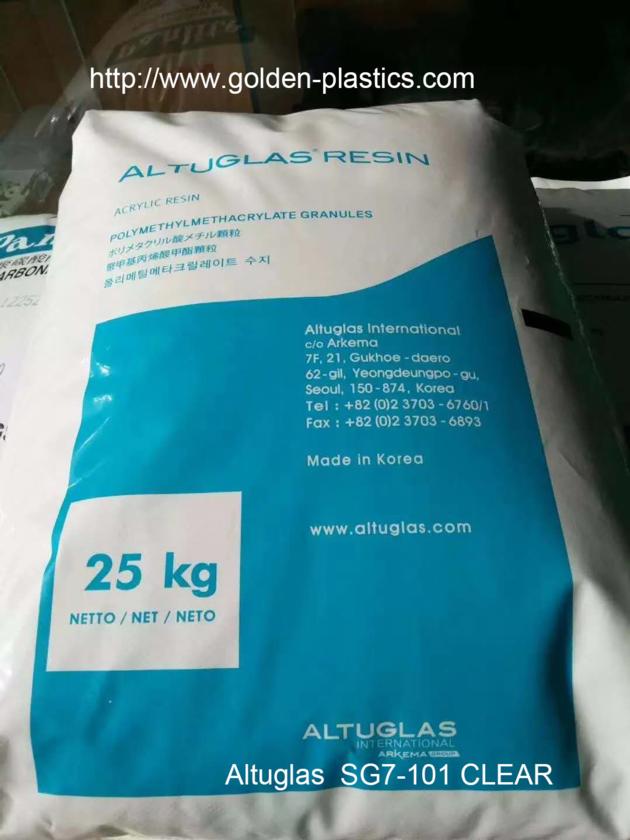 Panlite
http://www.golden-plastics.com
ALTUGLAS® RESIN
ACRYLIC RESIN
POLYMETHYLMETHACRYLATE GRANULES
ポリメタクリル酸メチル顆粒
聚甲基丙烯酸甲酯顆粒
폴리메틸메타크릴레이트 수지
Altuglas International
c/o Arkema
7F, 21, Gukhoe-daero
62-gil, Yeongdeungpo-gu,
Seoul, 150-874, Korea
Tel : +82 (0)2 3703-6760/1
Fax : +82 (0)2 3703-6893
Made in Korea
www.altuglas.com
25 kg
NETTO / NET / NETO
ALTUGLAS
INTERNATIONAL
ARKEMA GROUP
Altuglas SG7-101 CLEAR